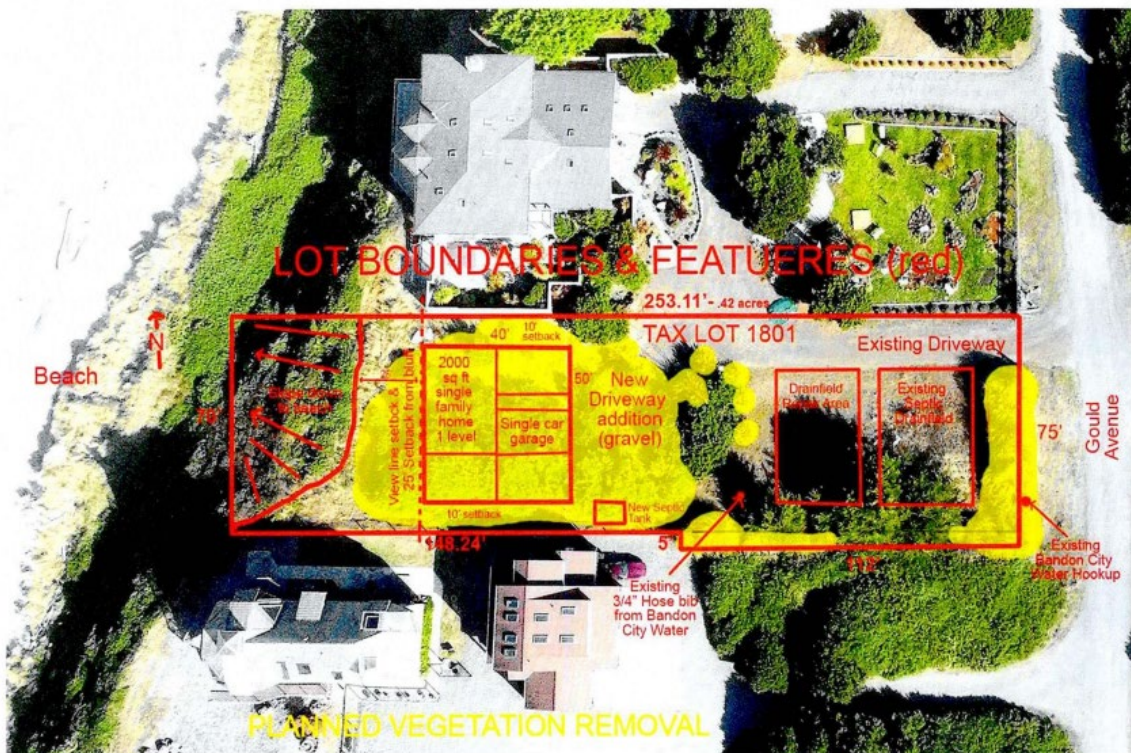 LOT BOUNDARIES & FEATUERES (red)
253.11'- .42 acres
TAX LOT 1801
Existing Driveway
N
Beach
40'
10'
setback
2000
sq ft
single
family
home
1 level
50'
Single car
garage
New
Driveway
addition
(gravel)
View line setback &
25' Setback from bluff
Drainfield
Area
Existing
Septic
Drainfield
75'
Gould
Avenue
10' setback
New Septic
Tank
148.24'
5'
Existing
3/4" Hose bib
from Bandon
City Water
Existing
Bandon City
Water Hookup
PLANNED VEGETATION REMOVAL